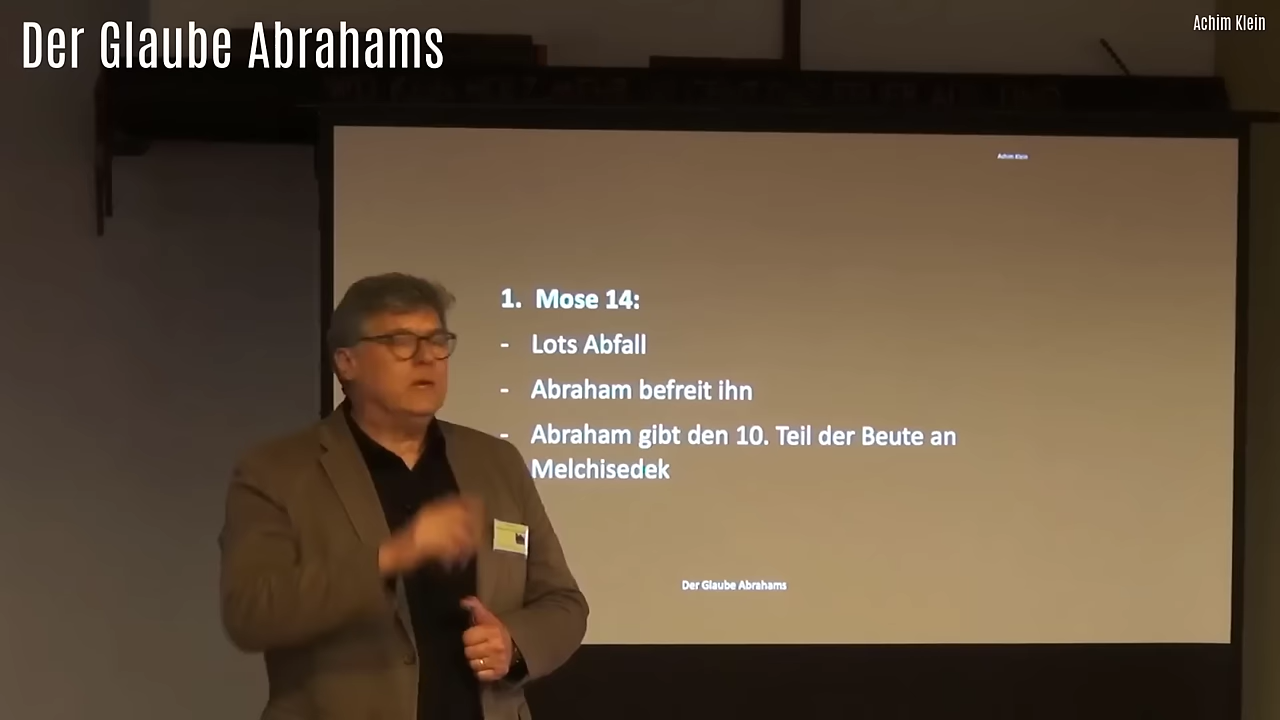 Der Glaube Abrahams
Achim Klein
Achim Klein
1. Mose 14:
- Lots Abfall
- Abraham befreit ihn
- Abraham gibt den 10. Teil der Beute an
Melchisedek
Der Glaube Abrahams